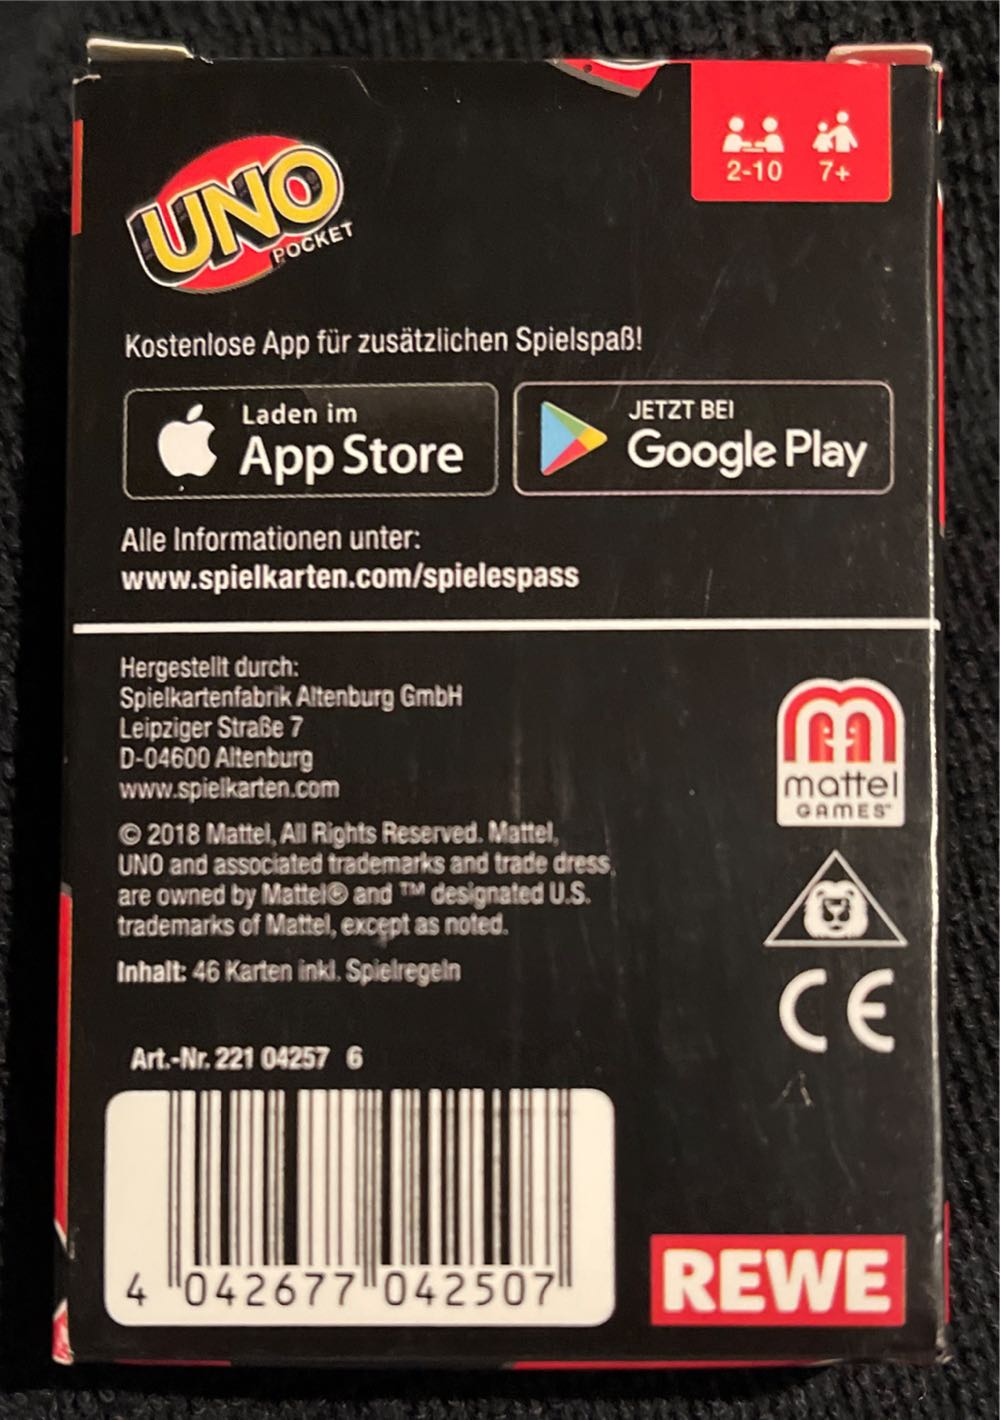 UNO
POCKET
2-10 7+
Kostenlose App für zusätzlichen Spielspaß!
Laden im
App Store
JETZT BEI
Google Play
Alle Informationen unter:
www.spielkarten.com/spielespass
Hergestellt durch:
Spielkartenfabrik Altenburg GmbH
Leipziger Straße 7
D-04600 Altenburg
www.spielkarten.com
© 2018 Mattel, All Rights Reserved. Mattel,
UNO and associated trademarks and trade dress
are owned by Mattel® and ™ designated U.S.
trademarks of Mattel, except as noted.
Inhalt: 46 Karten inkl. Spielregeln
mattel
GAMES™
CE
Art.-Nr. 221 04257 6
4 042677 042507
REWE